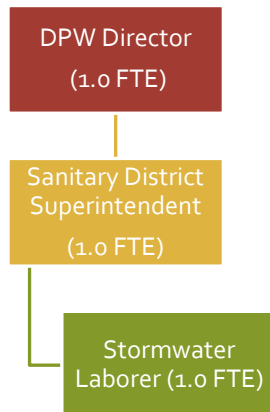 DPW Director
(1.0 FTE)
Sanitary District
Superintendent
(1.0 FTE)
Stormwater
Laborer (1.0 FTE)